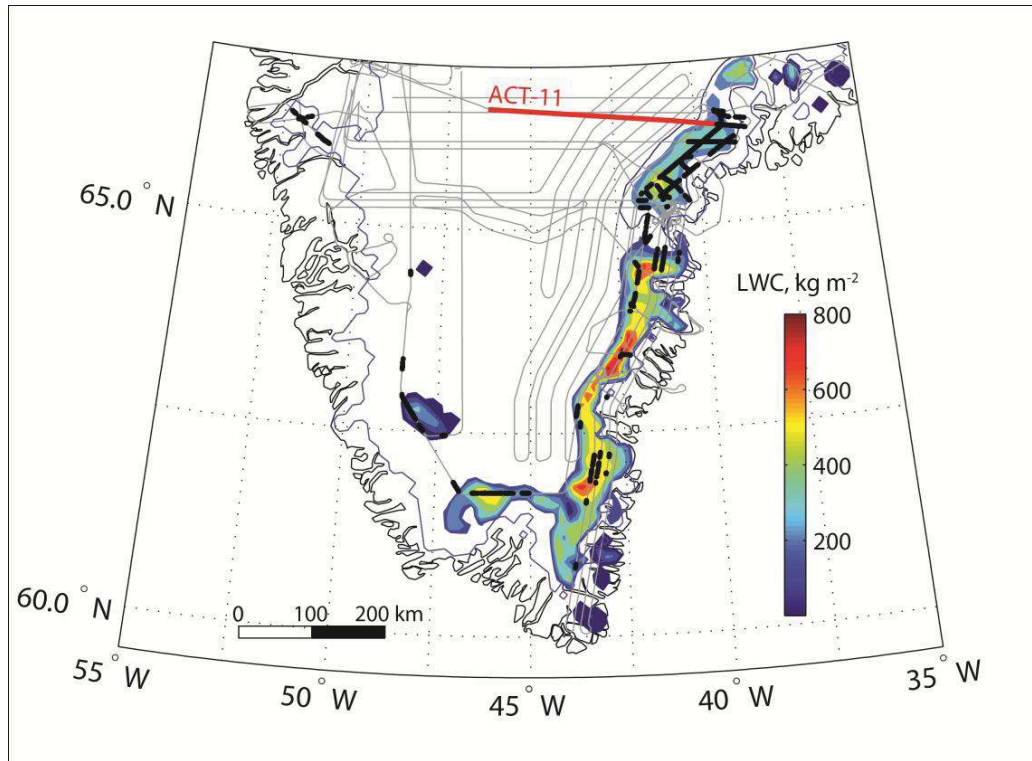 ACT-11
65.0 ° N
LWC, kg m⁻²
800
600
400
200
60.0 ° N
0 100 200 km
55 ° W
50 ° W
45 ° W
40 ° W
35 ° W